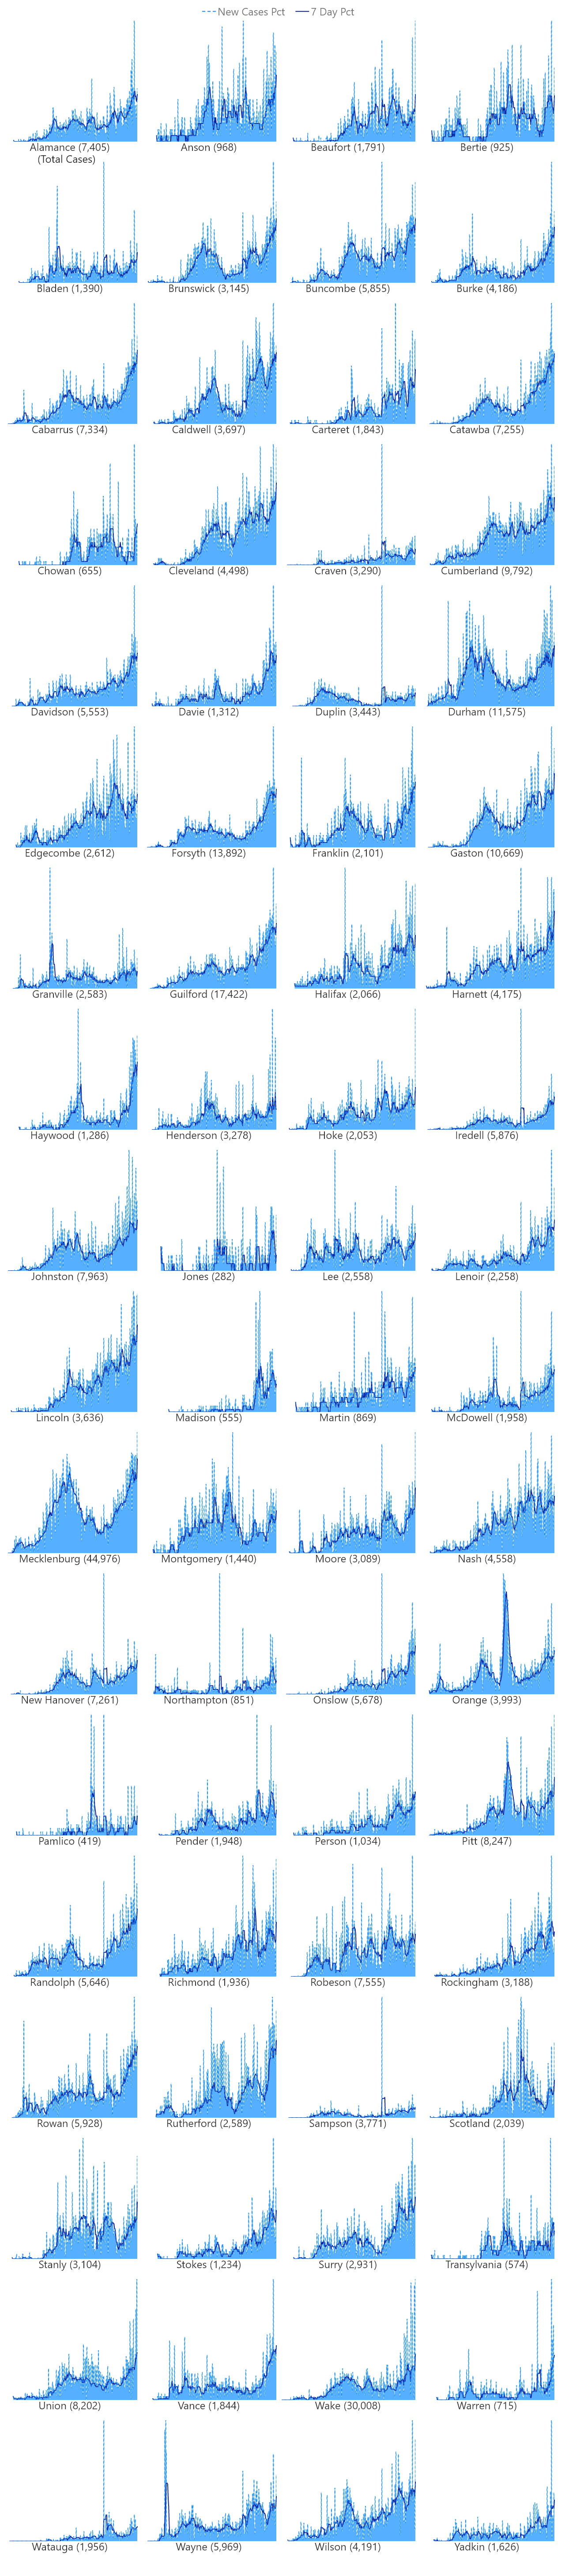 New Cases Pct 7 Day Pct
Alamance (7,405) Anson (968) Beaufort (1,791) Bertie (925)
(Total Cases)
Bladen (1,390) Brunswick (3,145) Buncombe (5,855) Burke (4,186)
Cabarrus (7,334) Caldwell (3,697) Carteret (1,843) Catawba (7,255)
Chowan (655) Cleveland (4,498) Craven (3,290) Cumberland (9,792)
Davidson (5,553) Davie (1,312) Duplin (3,443) Durham (11,575)
Edgecombe (2,612) Forsyth (13,892) Franklin (2,101) Gaston (10,669)
Granville (2,583) Guilford (17,422) Halifax (2,066) Harnett (4,175)
Haywood (1,286) Henderson (3,278) Hoke (2,053) Iredell (5,876)
Johnston (7,963) Jones (282) Lee (2,558) Lenoir (2,258)
Lincoln (3,636) Madison (555) Martin (869) McDowell (1,958)
Mecklenburg (44,976) Montgomery (1,440) Moore (3,089) Nash (4,558)
New Hanover (7,261) Northampton (851) Onslow (5,678) Orange (3,993)
Pamlico (419) Pender (1,948) Person (1,034) Pitt (8,247)
Randolph (5,646) Richmond (1,936) Robeson (7,555) Rockingham (3,188)
Rowan (5,928) Rutherford (2,589) Sampson (3,771) Scotland (2,039)
Stanly (3,104) Stokes (1,234) Surry (2,931) Transylvania (574)
Union (8,202) Vance (1,844) Wake (30,008) Warren (715)
Watauga (1,956) Wayne (5,969) Wilson (4,191) Yadkin (1,626)